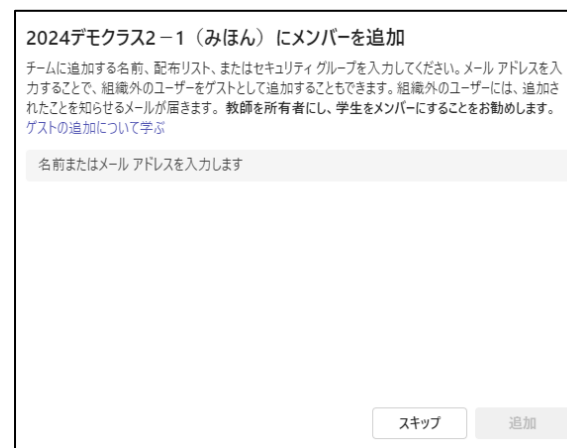 2024デモクラス2－1（みほん）にメンバーを追加
チームに追加する名前、配布リスト、またはセキュリティ グループを入力してください。メール アドレスを入
力することで、組織外のユーザーをゲストとして追加することもできます。組織外のユーザーには、追加さ
れたことを知らせるメールが届きます。教師を所有者にし、学生をメンバーにすることをお勧めします。
ゲストの追加について学ぶ
名前またはメール アドレスを入力します
スキップ
追加